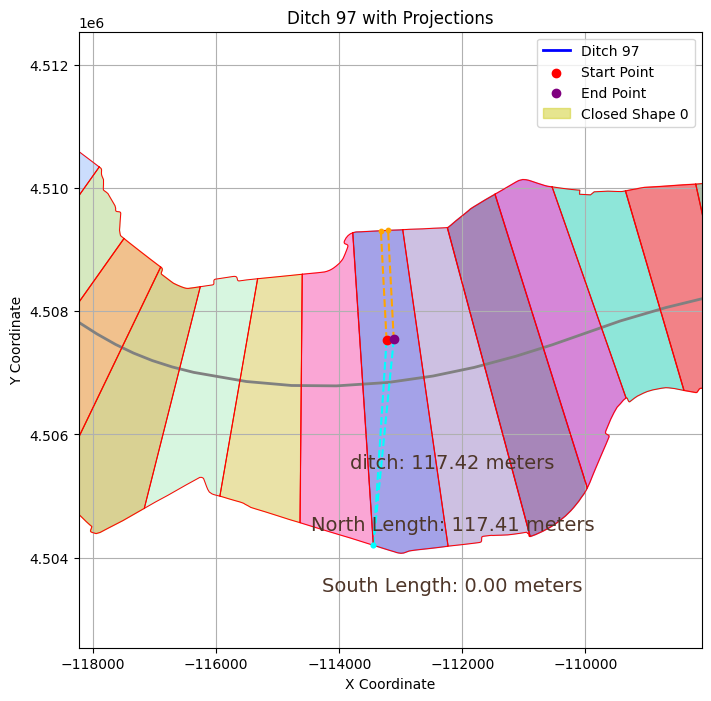 Ditch 97 with Projections
1e6
Ditch 97
Start Point
End Point
Closed Shape 0
4.512
4.510
4.508
4.506
4.504
Y Coordinate
ditch: 117.42 meters
North Length: 117.41 meters
South Length: 0.00 meters
−118000 −116000 −114000 −112000 −110000
X Coordinate